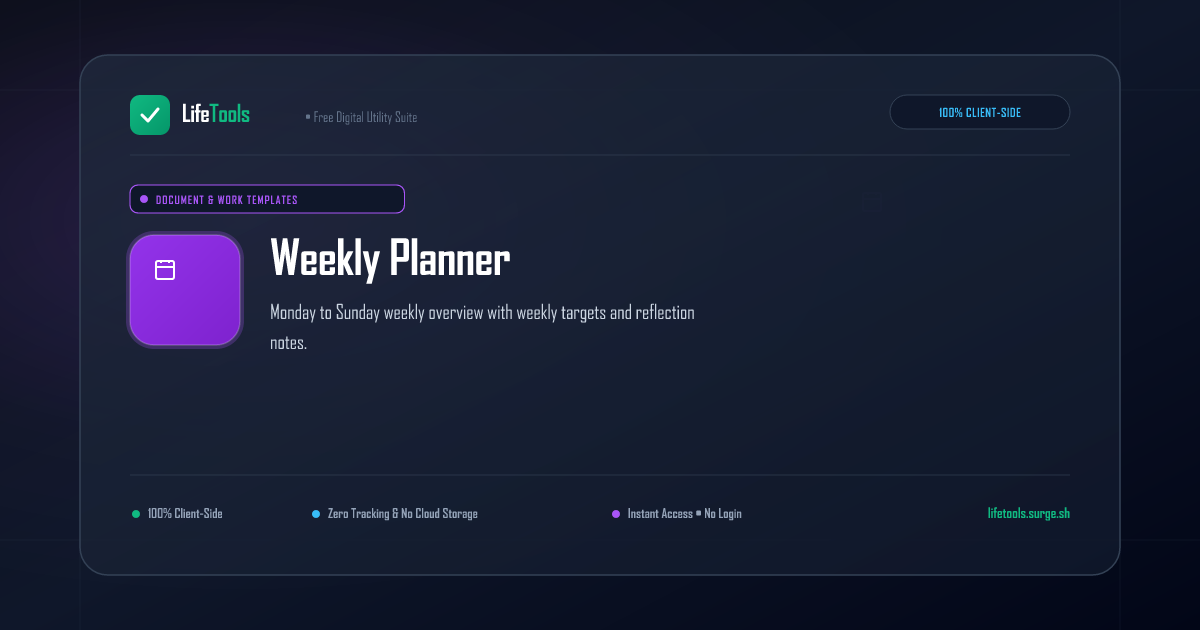 LifeTools
▪ Free Digital Utility Suite
100% CLIENT-SIDE
DOCUMENT & WORK TEMPLATES
Weekly Planner
Monday to Sunday weekly overview with weekly targets and reflection
notes.
100% Client-Side
Zero Tracking & No Cloud Storage
Instant Access ▪ No Login
lifetools.surge.sh